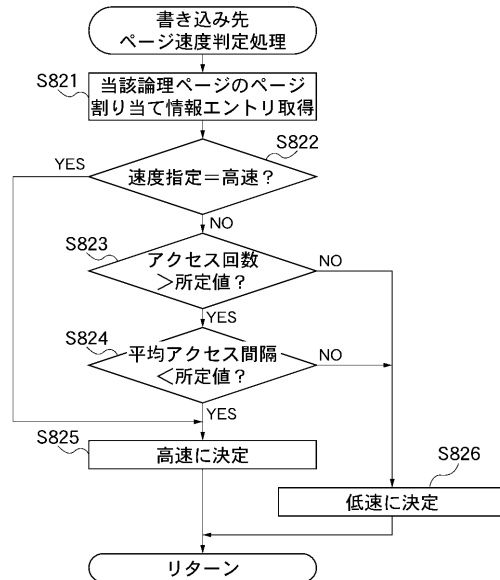 書き込み先
ページ速度判定処理
S821
当該論理ページのページ
割り当て情報エントリ取得
S822
YES
速度指定=高速？
NO
S823
アクセス回数
＞所定値？
NO
YES
S824
平均アクセス間隔
＜所定値？
NO
YES
S825
高速に決定
S826
低速に決定
リターン